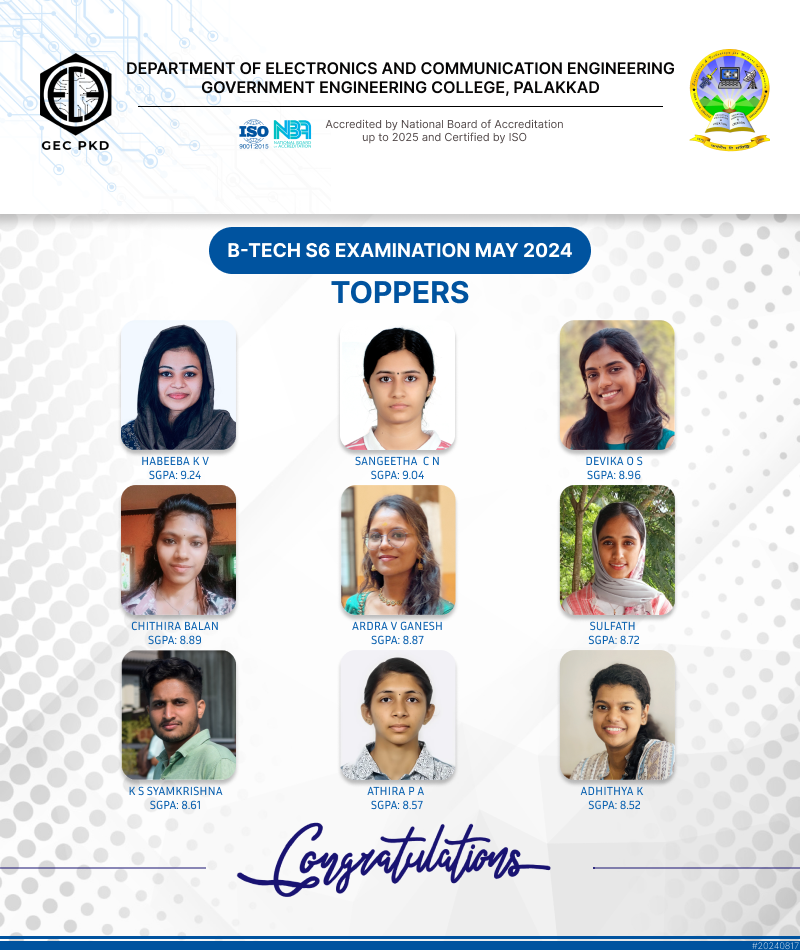 DEPARTMENT OF ELECTRONICS AND COMMUNICATION ENGINEERING
GOVERNMENT ENGINEERING COLLEGE, PALAKKAD
ECE
GEC PKD
ISO
9001:2015
NBA
NATIONAL BOARD
of ACCREDITATION
Accredited by National Board of Accreditation
up to 2025 and Certified by ISO
B-TECH S6 EXAMINATION MAY 2024
TOPPERS
HABEEBA K V
SGPA: 9.24
SANGEETHA C N
SGPA: 9.04
DEVIKA O S
SGPA: 8.96
CHITHIRA BALAN
SGPA: 8.89
ARDRA V GANESH
SGPA: 8.87
SULFATH
SGPA: 8.72
K S SYAMKRISHNA
SGPA: 8.61
ATHIRA P A
SGPA: 8.57
ADHITHYA K
SGPA: 8.52
Congratulations
#20240817